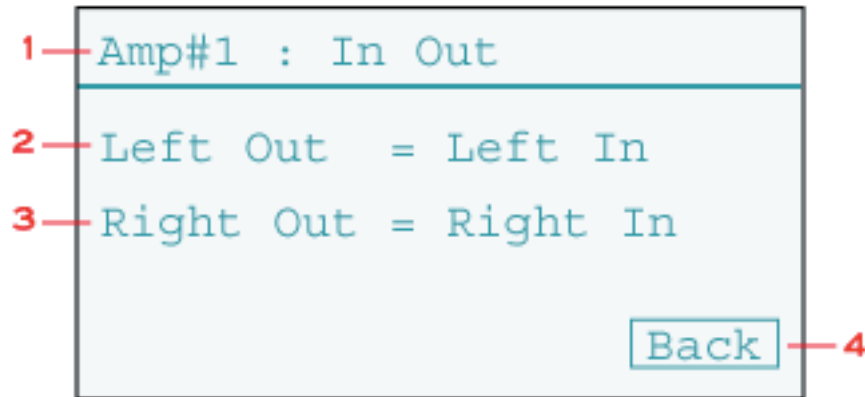 1 Amp#1 : In Out
2 Left Out = Left In
3 Right Out = Right In
Back 4